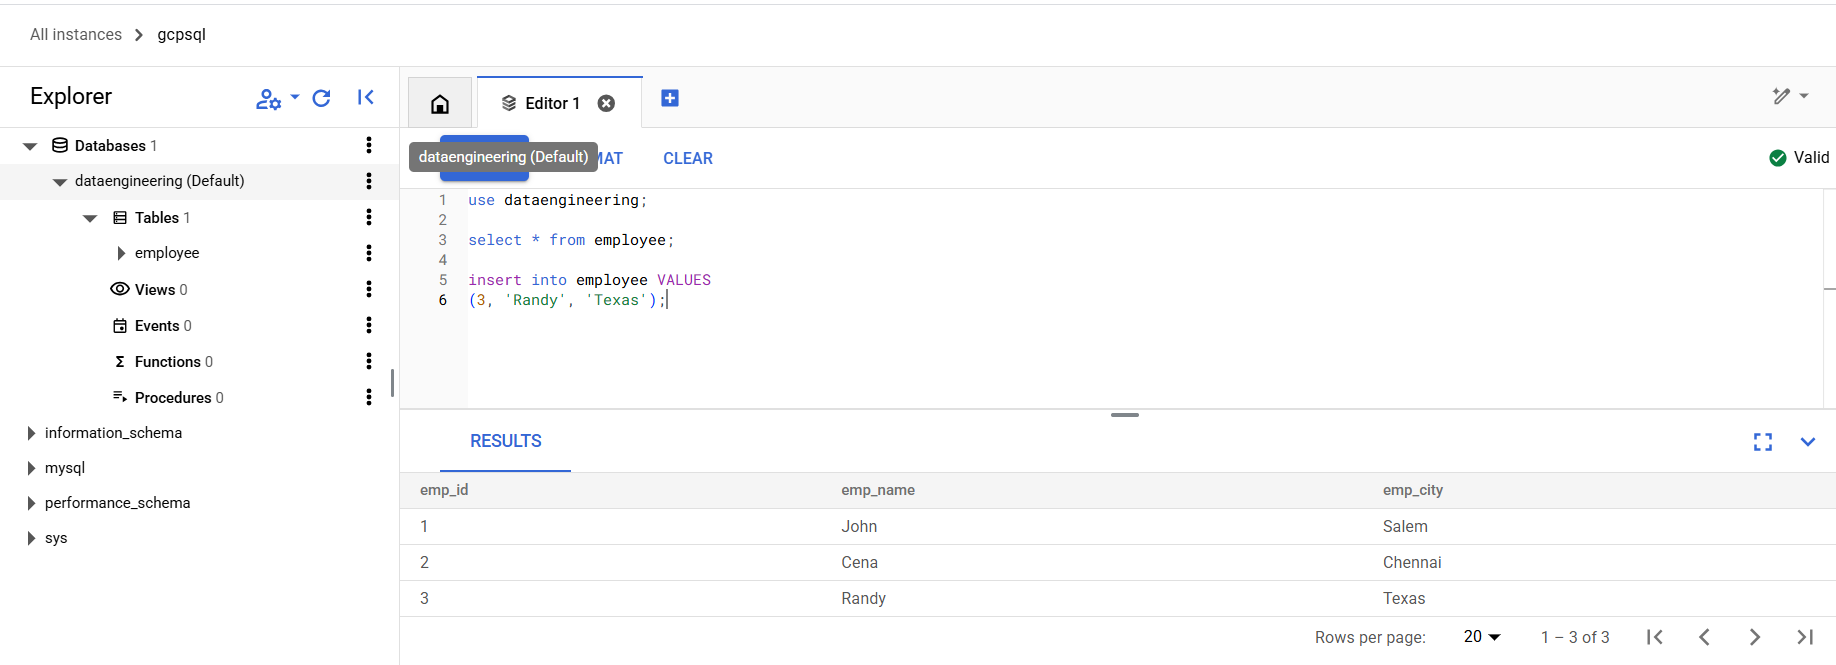 All instances > gcpsql
Explorer
Editor 1
Databases 1
dataengineering (Default)
Tables 1
employee
Views 0
Events 0
Functions 0
Procedures 0
information_schema
mysql
performance_schema
sys
dataengineering (Default)
MAT
CLEAR
Valid
1 use dataengineering;
2
3 select * from employee;
4
5 insert into employee VALUES
6 (3, 'Randy', 'Texas');
RESULTS
emp_id emp_name emp_city
1 John Salem
2 Cena Chennai
3 Randy Texas
Rows per page: 20 1 – 3 of 3